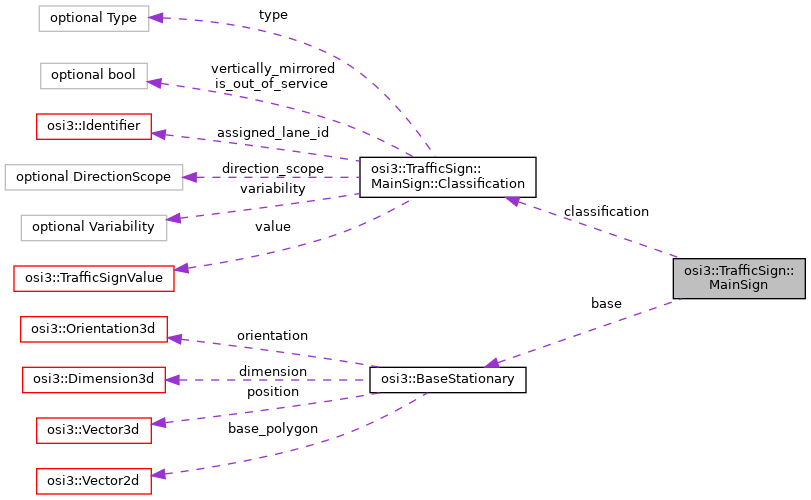 optional Type
type
optional bool
vertically_mirrored
is_out_of_service
osi3::Identifier
assigned_lane_id
osi3::TrafficSign::
MainSign::Classification
optional DirectionScope
direction_scope
variability
optional Variability
value
classification
osi3::TrafficSignValue
osi3::TrafficSign::
MainSign
base
osi3::Orientation3d
orientation
osi3::Dimension3d
dimension
osi3::BaseStationary
position
osi3::Vector3d
base_polygon
osi3::Vector2d